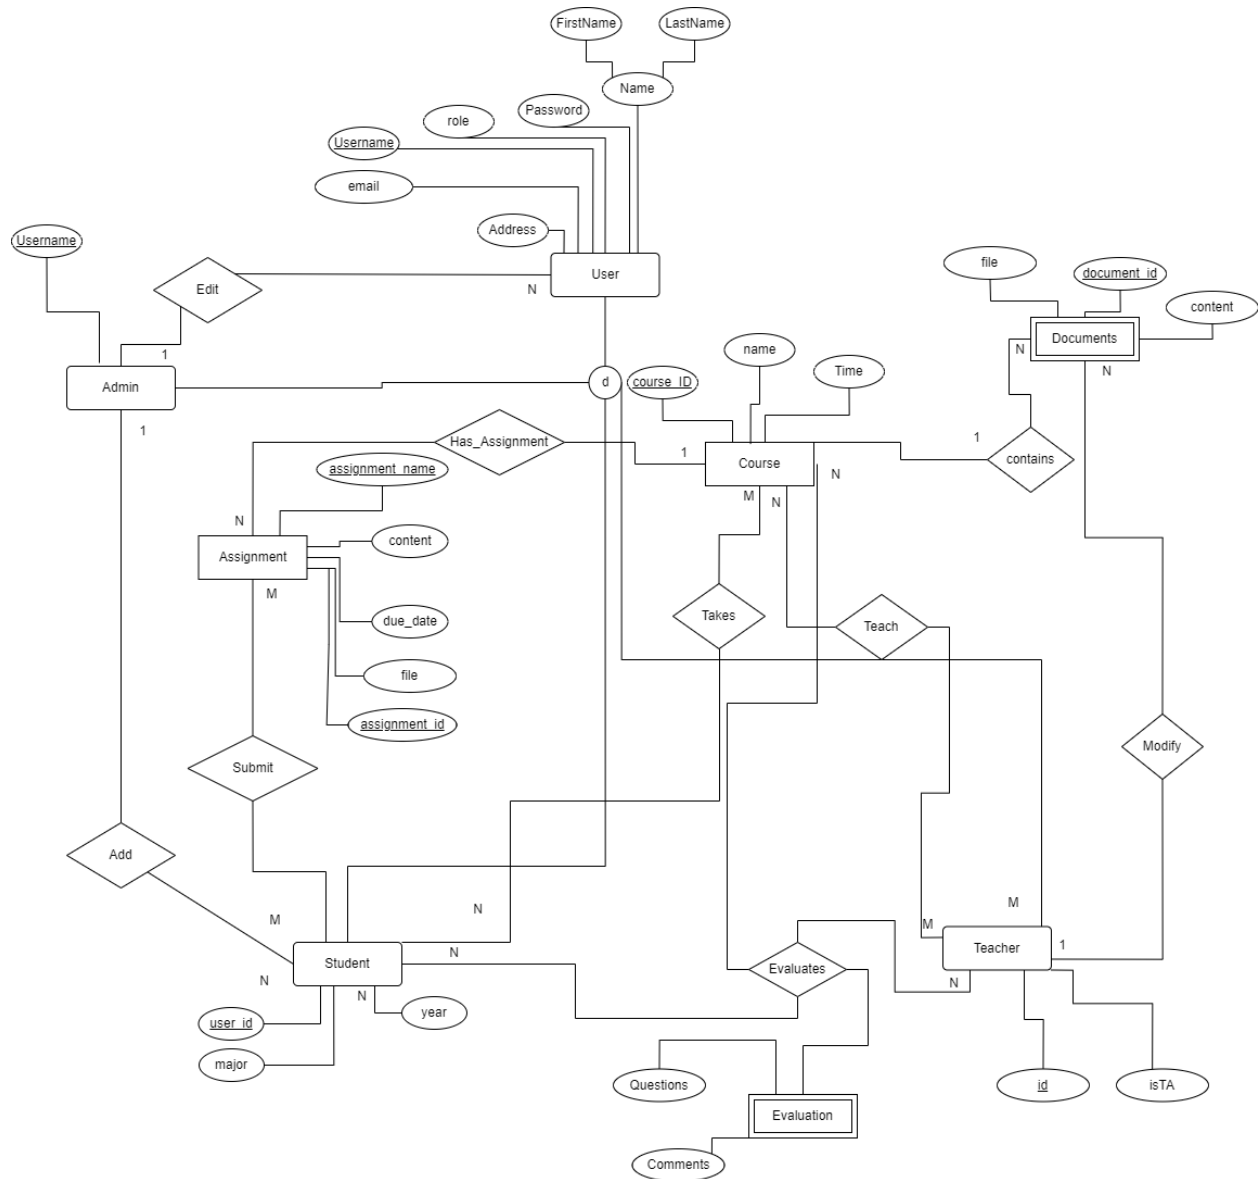 FirstName
LastName
Name
Password
role
Username
email
Address
Username
User
Edit
N
1
Admin
1
d
file
document_id
content
Documents
N
N
name
course_ID
Time
Has_Assignment
1
Course
1
contains
N
M
N
assignment_name
N
Assignment
content
M
due_date
file
assignment_id
Takes
Teach
Modify
Submit
Add
M
N
N
M
M
Student
N
N
Evaluates
Teacher
1
N
N
user_id
year
major
Questions
Evaluation
Comments
id
isTA